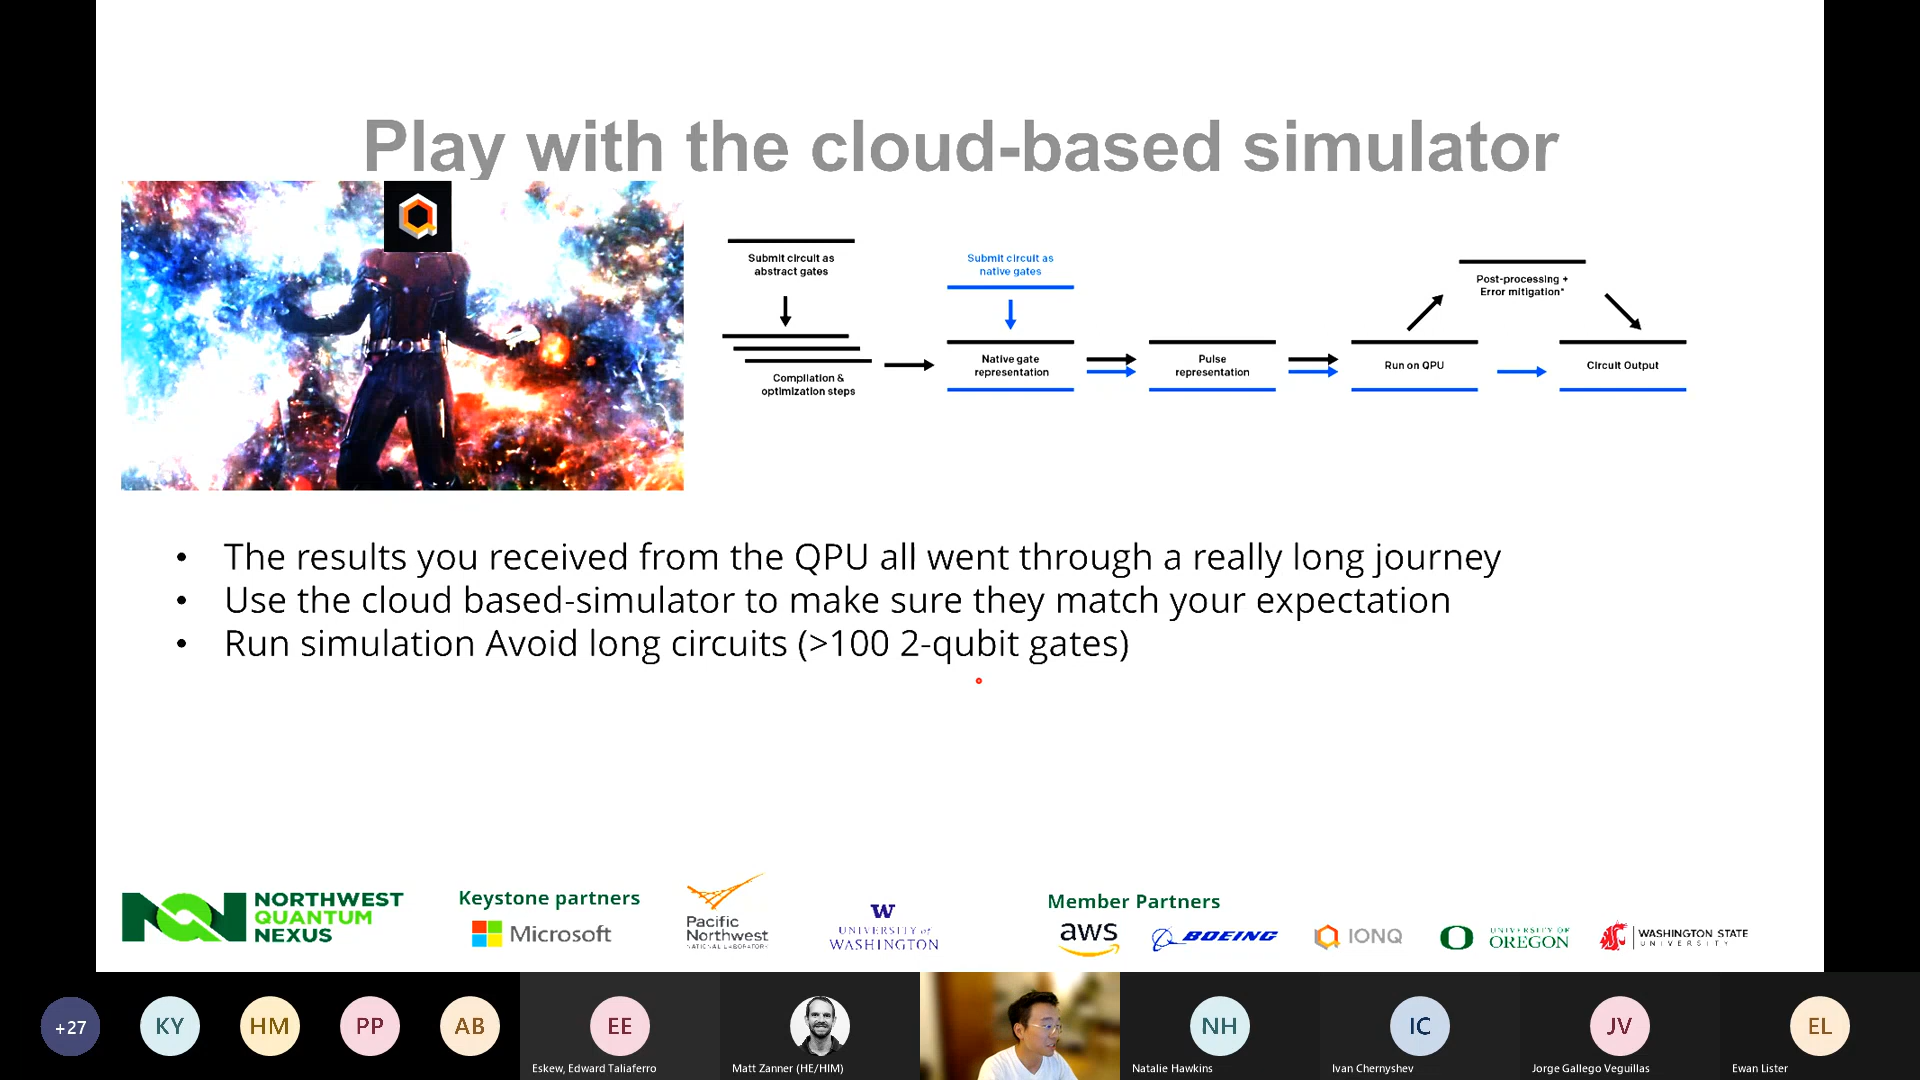 Play with the cloud-based simulator
Submit circuit as
abstract gates
Submit circuit as
native gates
Post-processing +
Error mitigation*
Compilation &
optimization steps
Native gate
representation
Pulse
representation
Run on QPU
Circuit Output
• The results you received from the QPU all went through a really long journey
• Use the cloud based-simulator to make sure they match your expectation
• Run simulation Avoid long circuits (>100 2-qubit gates)
NORTHWEST
QUANTUM
NEXUS
Keystone partners
Microsoft
Pacific
Northwest
NATIONAL LABORATORY
W
UNIVERSITY of
WASHINGTON
Member Partners
aws
BOEING
IONQ
O
UNIVERSITY OF
OREGON
WASHINGTON STATE
UNIVERSITY
+27
KY
HM
PP
AB
EE
Eskew, Edward Taliaferro
Matt Zanner (HE/HIM)
NH
Natalie Hawkins
IC
Ivan Chernyshev
JV
Jorge Gallego Veguillas
EL
Ewan Lister